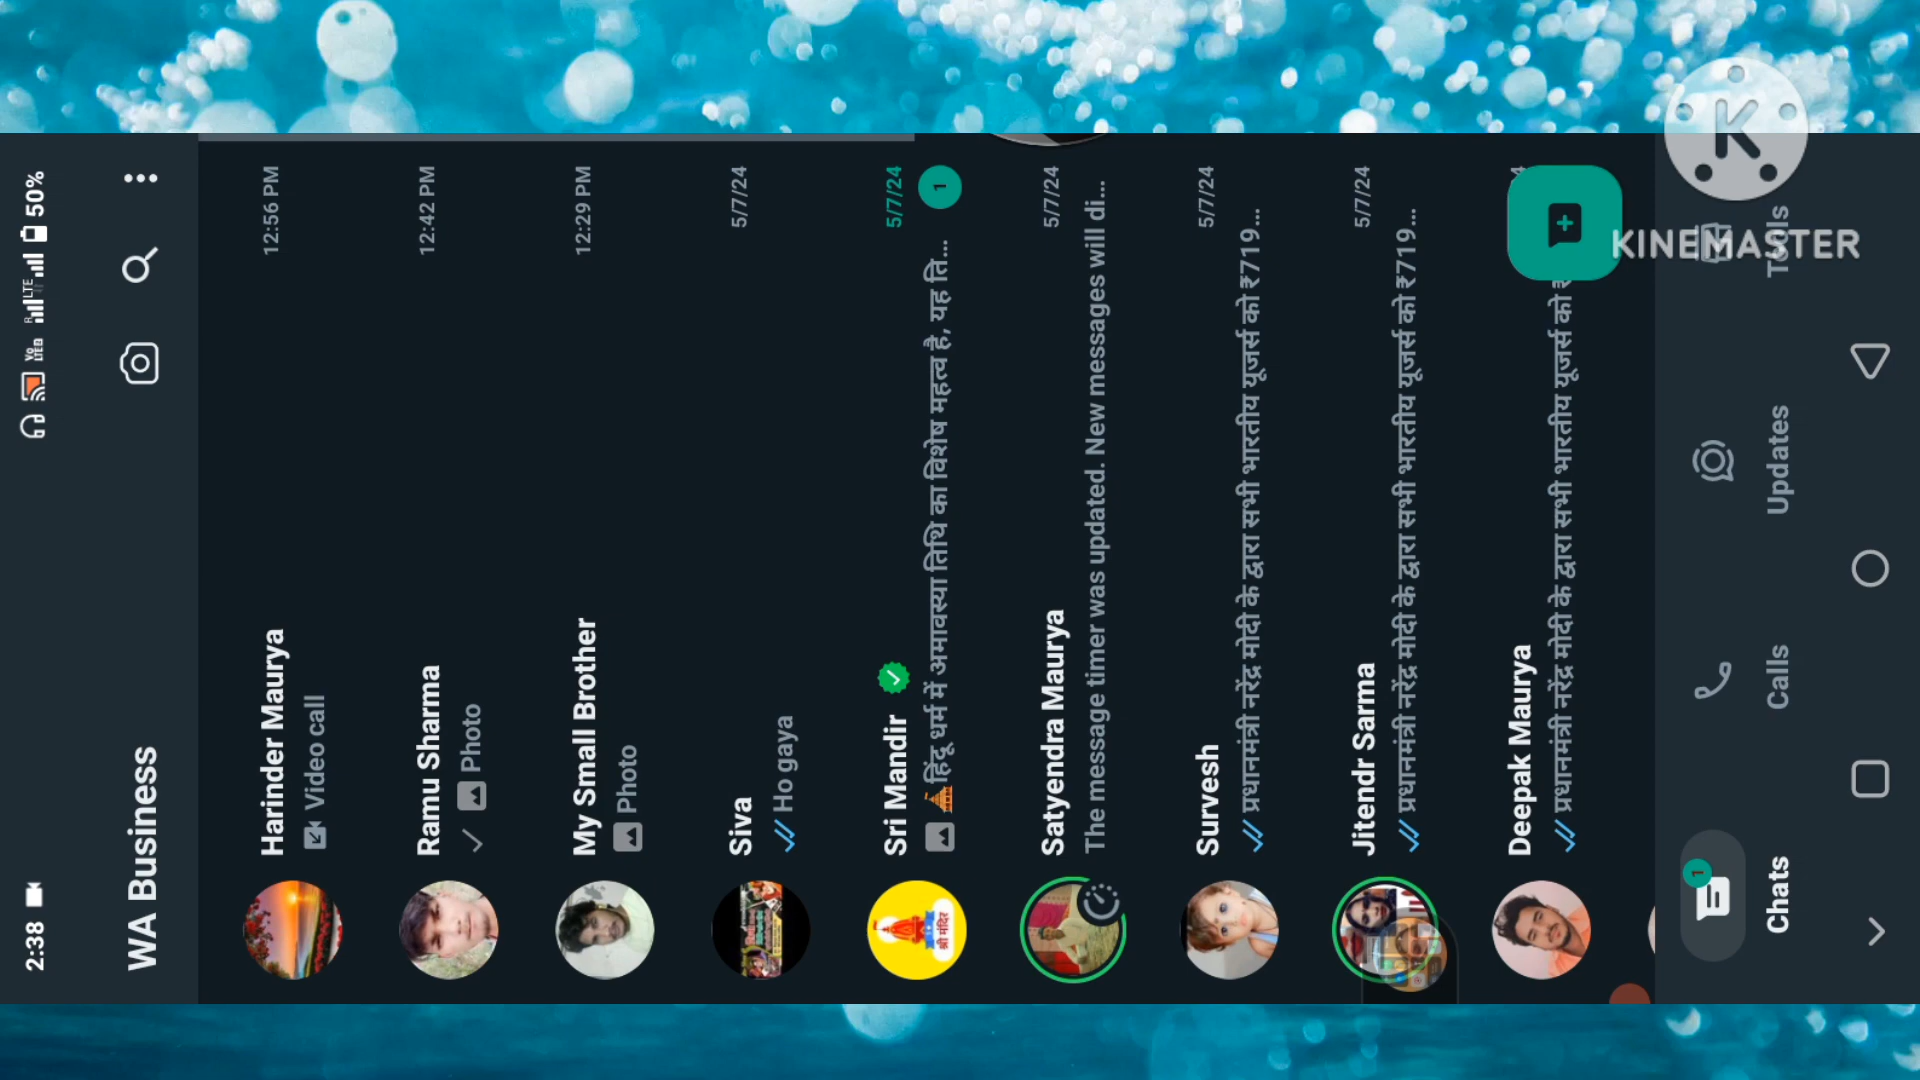 2:38
Vo LTE B R LTE 50%
WA Business
Harinder Maurya 12:56 PM
Video call
Ramu Sharma 12:42 PM
Photo
My Small Brother 12:29 PM
Photo
Siva 5/7/24
Ho gaya
Sri Mandir 5/7/24
हिंदू धर्म में अमावस्या तिथि का विशेष महत्व है, यह ति... 1
श्री मंदिर
Satyendra Maurya 5/7/24
The message timer was updated. New messages will di...
Survesh 5/7/24
प्रधानमंत्री नरेंद्र मोदी के द्वारा सभी भारतीय यूजर्स को ₹719...
Jitendr Sarma 5/7/24
प्रधानमंत्री नरेंद्र मोदी के द्वारा सभी भारतीय यूजर्स को ₹719...
Deepak Maurya
प्रधानमंत्री नरेंद्र मोदी के द्वारा सभी भारतीय यूजर्स को
1
Chats Calls Updates Tools
K
KINEMASTER